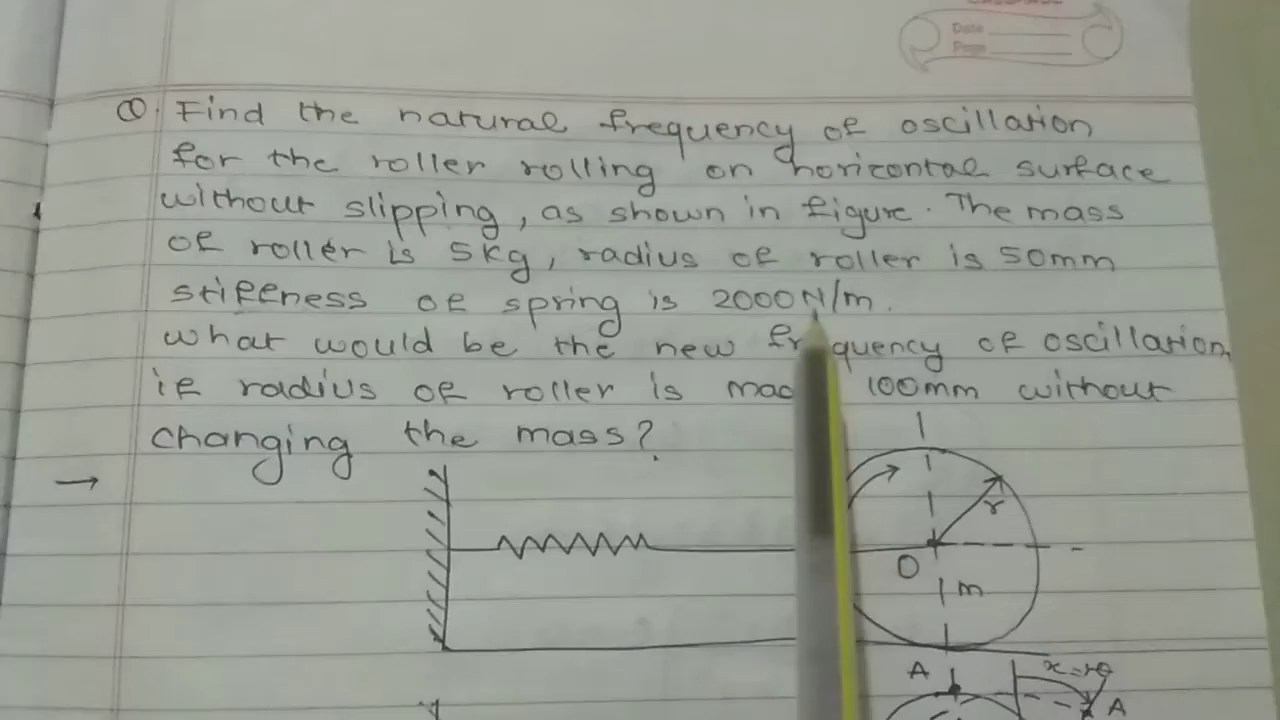 Date
Page
Q. Find the natural frequency of oscillation
for the roller rolling on horizontal surface
without slipping, as shown in figure. The mass
of roller is 5kg, radius of roller is 50mm
stiffness of spring is 2000N/m.
what would be the new frequency of oscillation
if radius of roller is made 100mm without
changing the mass?
→
r
O
m
A
x=rθ
A